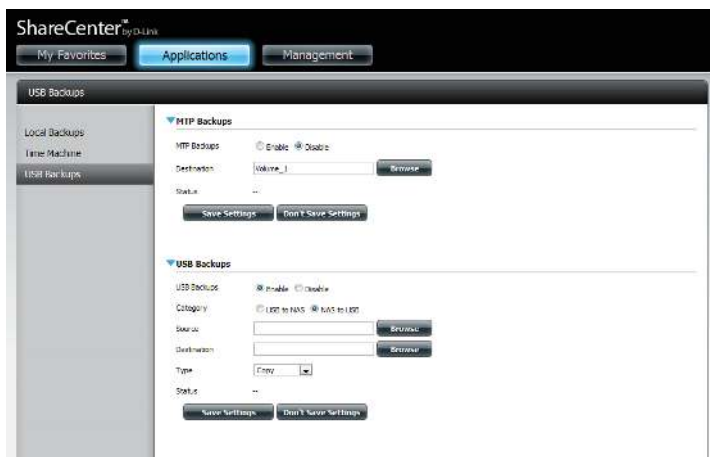 ShareCenter™ by D-Link
My Favorites Applications Management
USB Backups
Local Backups
Time Machine
USB Backups
MTP Backups
MTP Backups Enable Disable
Destination Volume_1 Browse
Status --
Save Settings Don't Save Settings
USB Backups
USB Backups Enable Disable
Category USB to NAS NAS to USB
Source Browse
Destination Browse
Type Copy
Status --
Save Settings Don't Save Settings